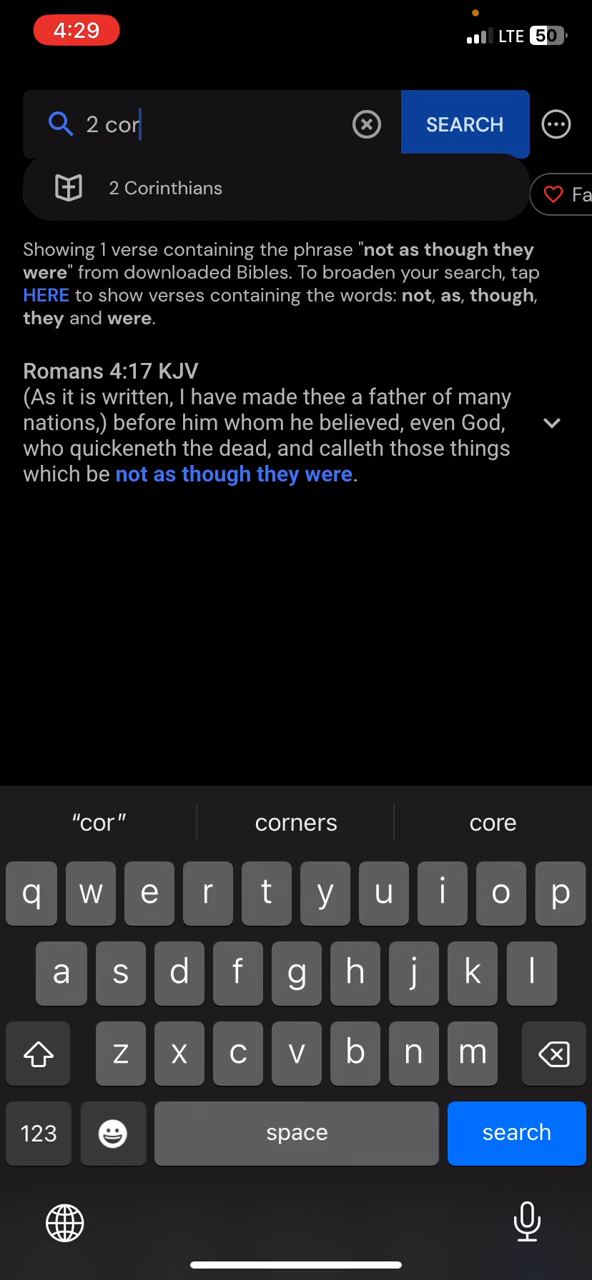 4:29
LTE 50
2 cor
SEARCH
2 Corinthians
Fa
Showing 1 verse containing the phrase "not as though they
were" from downloaded Bibles. To broaden your search, tap
HERE to show verses containing the words: not, as, though,
they and were.
Romans 4:17 KJV
(As it is written, I have made thee a father of many
nations,) before him whom he believed, even God,
who quickeneth the dead, and calleth those things
which be not as though they were.
“cor” corners core
q w e r t y u i o p
a s d f g h j k l
z x c v b n m
123 space search